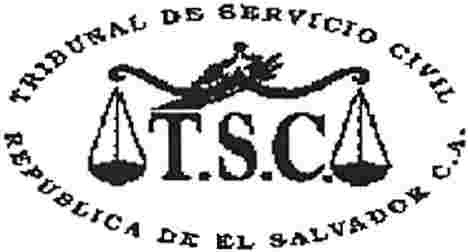 TRIBUNAL DE SERVICIO CIVIL
T.S.C.
REPUBLICA DE EL SALVADOR C.A.